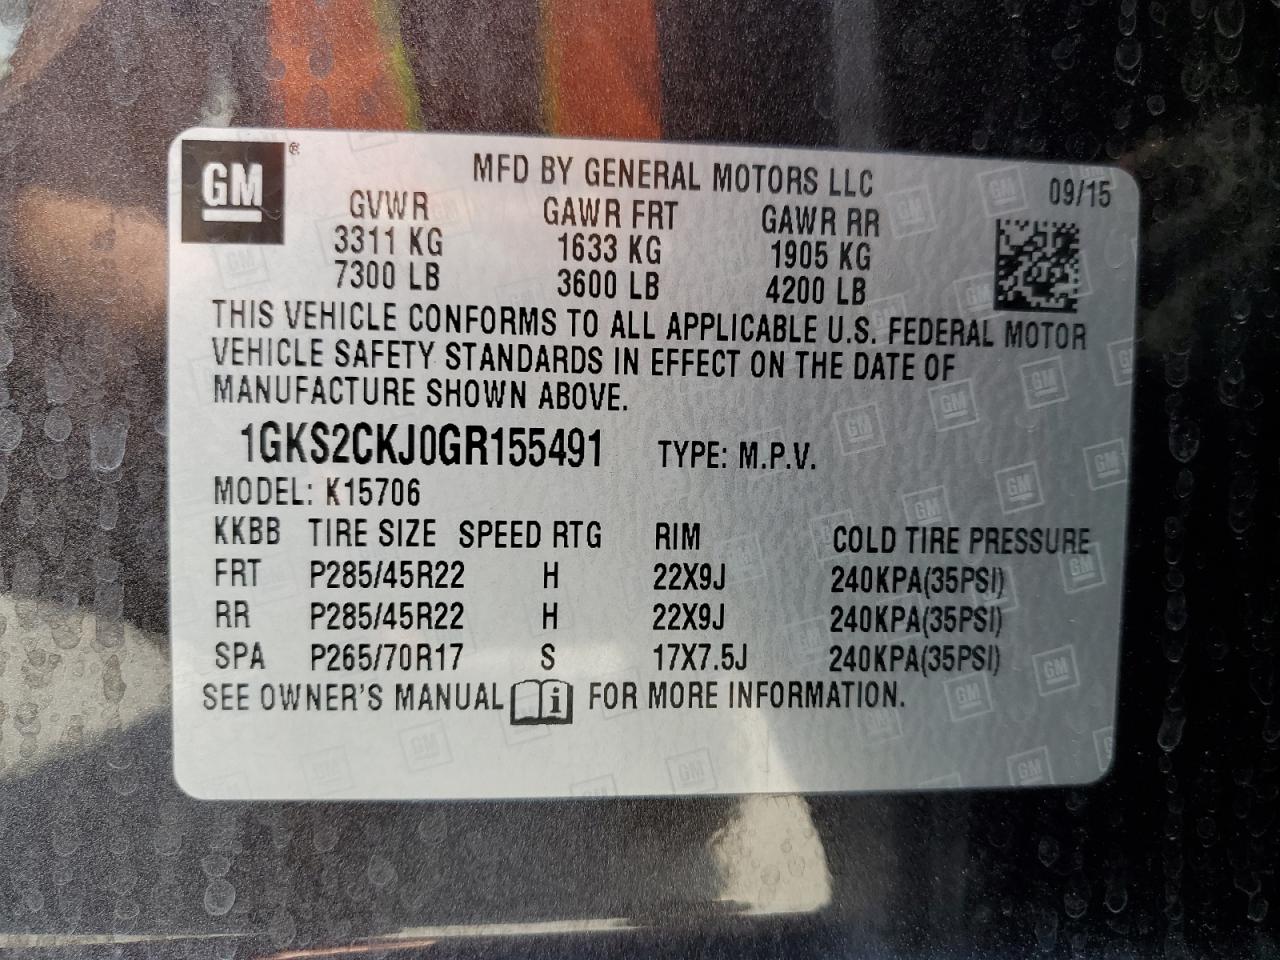 GM®
MFD BY GENERAL MOTORS LLC
09/15
GVWR GAWR FRT GAWR RR
3311 KG 1633 KG 1905 KG
7300 LB 3600 LB 4200 LB
THIS VEHICLE CONFORMS TO ALL APPLICABLE U.S. FEDERAL MOTOR
VEHICLE SAFETY STANDARDS IN EFFECT ON THE DATE OF
MANUFACTURE SHOWN ABOVE.
1GKS2CKJ0GR155491 TYPE: M.P.V.
MODEL: K15706
KKBB TIRE SIZE SPEED RTG RIM COLD TIRE PRESSURE
FRT P285/45R22 H 22X9J 240KPA(35PSI)
RR P285/45R22 H 22X9J 240KPA(35PSI)
SPA P265/70R17 S 17X7.5J 240KPA(35PSI)
SEE OWNER'S MANUAL i FOR MORE INFORMATION.